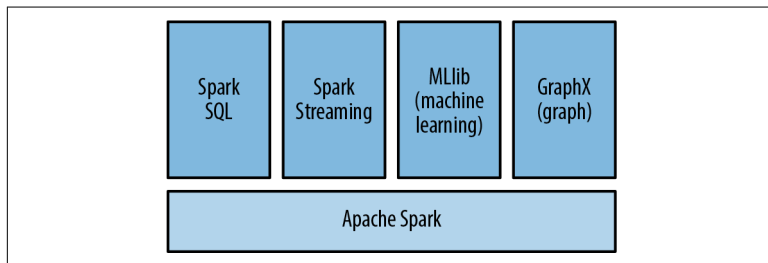 Spark
SQL
Spark
Streaming
MLlib
(machine
learning)
GraphX
(graph)
Apache Spark